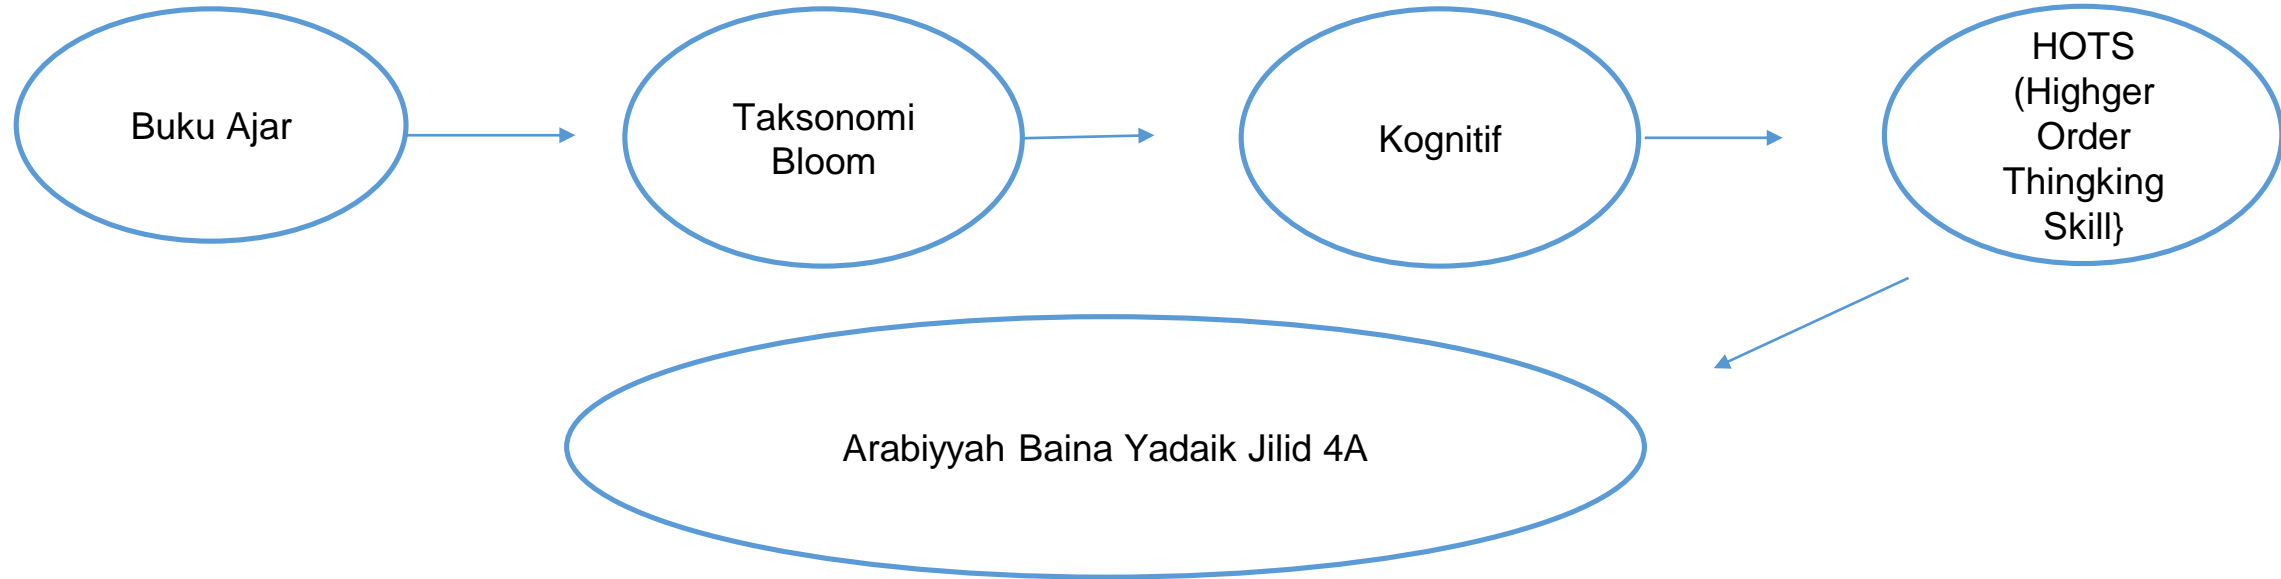 Buku Ajar
Taksonomi
Bloom
Kognitif
HOTS
(Highger
Order
Thingking
Skill}
Arabiyyah Baina Yadaik Jilid 4A